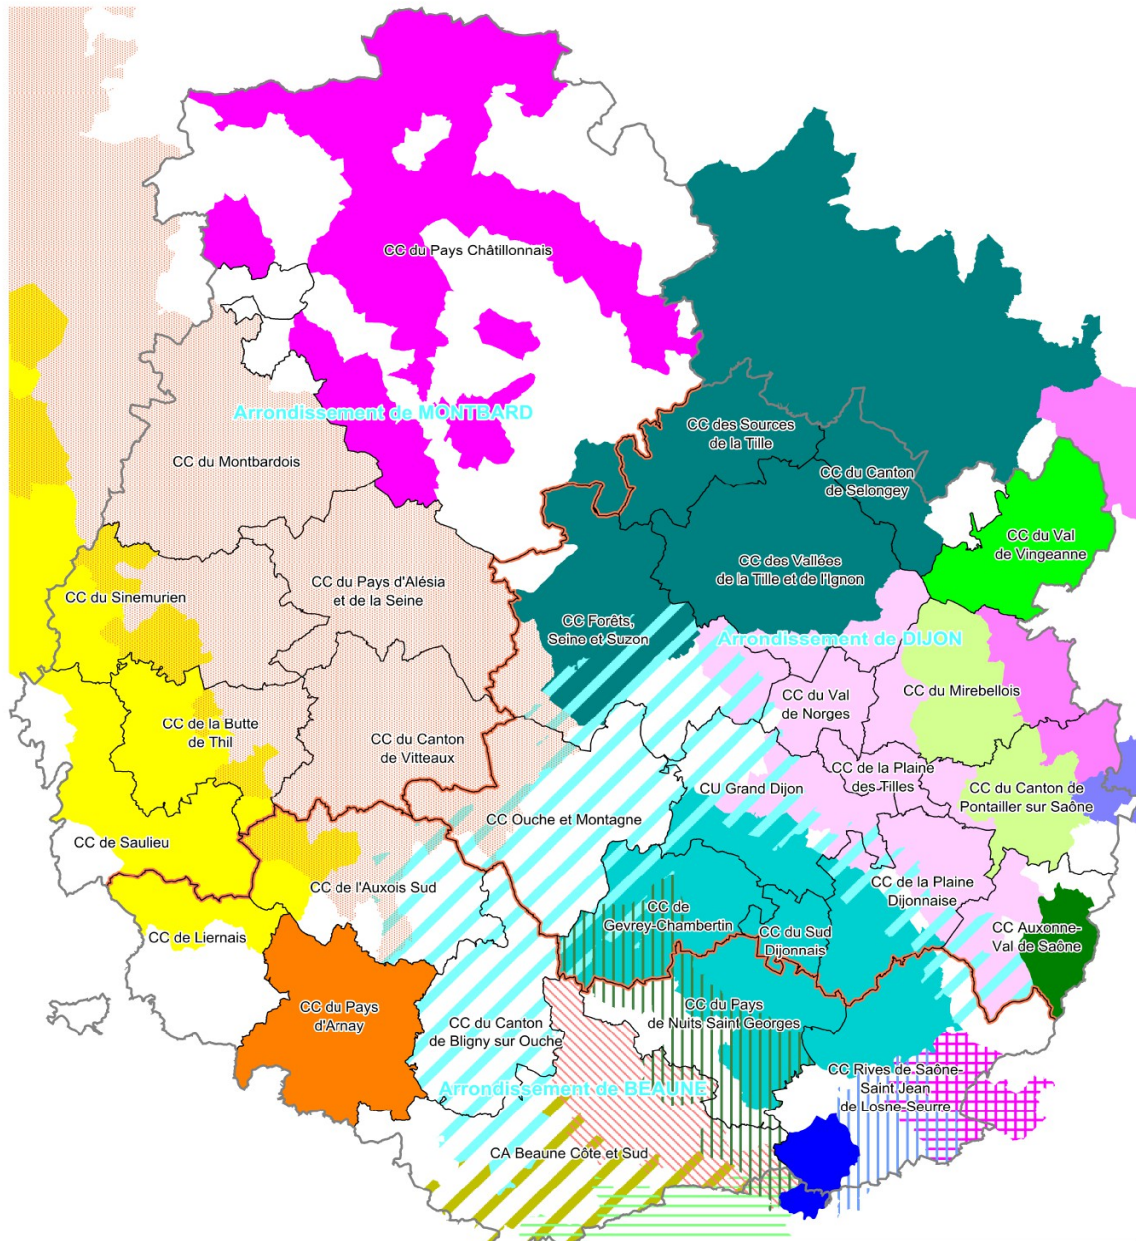 CC du Pays Châtillonnais
Arrondissement de MONTBARD
CC des Sources
de la Tille
CC du Montbardois
CC du Canton
de Selongey
CC du Val
de Vingeanne
CC des Vallées
de la Tille et de l'Ignon
CC du Pays d'Alésia
et de la Seine
CC du Sinemurien
CC Forêts,
Seine et Suzon
Arrondissement de DIJON
CC du Val
de Norges
CC du Mirebellois
CC de la Butte
de Thil
CC du Canton
de Vitteaux
CC de la Plaine
des Tilles
CU Grand Dijon
CC du Canton de
Pontailler sur Saône
CC Ouche et Montagne
CC de Saulieu
CC de l'Auxois Sud
CC de la Plaine
Dijonnaise
CC de
Gevrey-Chambertin
CC du Sud
Dijonnais
CC Auxonne-
Val de Saône
CC de Liernais
CC du Pays
d'Arnay
CC du Pays
de Nuits Saint Georges
CC du Canton
de Bligny sur Ouche
CC Rives de Saône-
Saint Jean
de Losne-Seurre
Arrondissement de BEAUNE
CA Beaune Côte et Sud